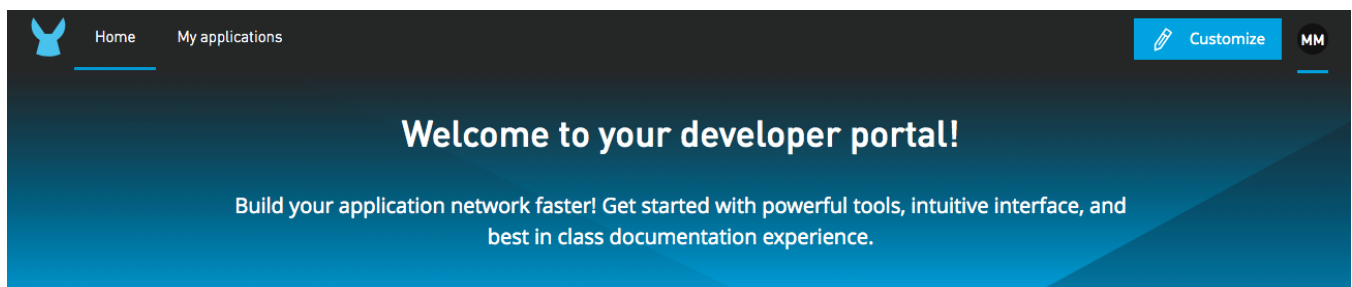 Home
My applications
Customize
MM
Welcome to your developer portal!
Build your application network faster! Get started with powerful tools, intuitive interface, and
best in class documentation experience.